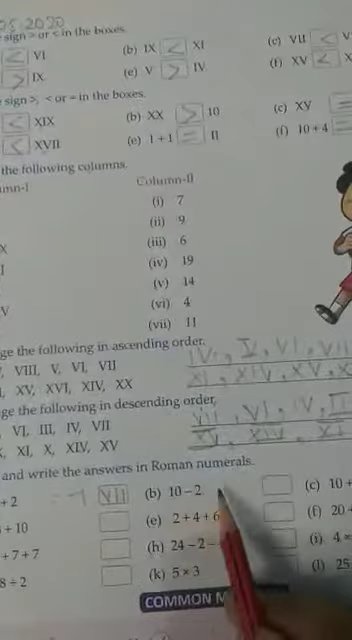 05.2020
sign > or < in the boxes.
< VI (b) IX < XI (c) VII < V
> IX (e) V > IV (f) XV < X
sign >, < or = in the boxes.
< XIX (b) XX > 10 (c) XV =
< XVII (e) 1 + 1 = II (f) 10 + 4 =
the following columns.
Column-II
(i) 7
(ii) 9
X (iii) 6
I (iv) 19
(v) 14
V (vi) 4
(vii) 11
ge the following in ascending order.
VIII, V, VI, VII IV, V, VI, VII
XV, XVI, XIV, XX XI, XIV, XV, X
ge the following in descending order.
VI, III, IV, VII VII, VI, IV, II
XI, X, XIV, XV XV, XIV, XI
and write the answers in Roman numerals.
+ 2 = 7 VII (b) 10 – 2 (c) 10 +
+ 10 (e) 2 + 4 + 6 (f) 20
+ 7 + 7 (h) 24 – 2 – (i) 4 ×
8 ÷ 2 (k) 5 × 3 (l) 25
COMMON M